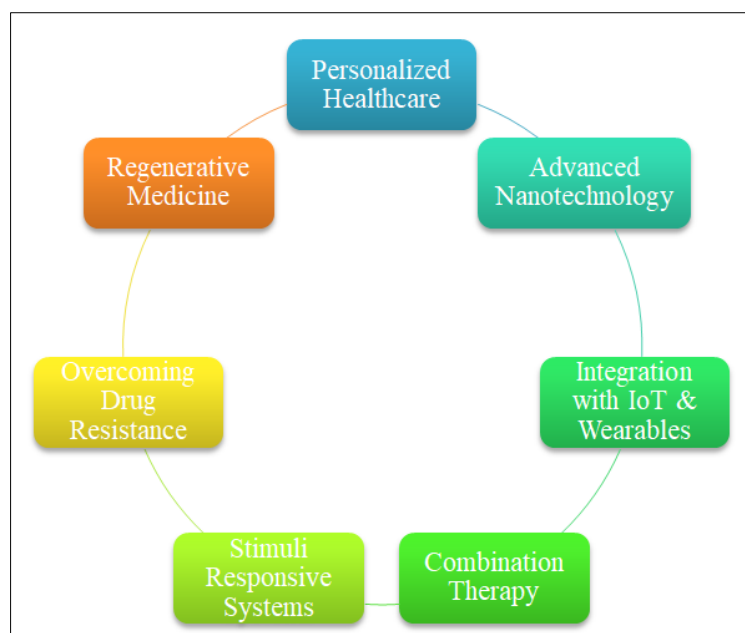 Personalized
Healthcare
Advanced
Nanotechnology
Integration
with IoT &
Wearables
Combination
Therapy
Stimuli
Responsive
Systems
Overcoming
Drug
Resistance
Regenerative
Medicine